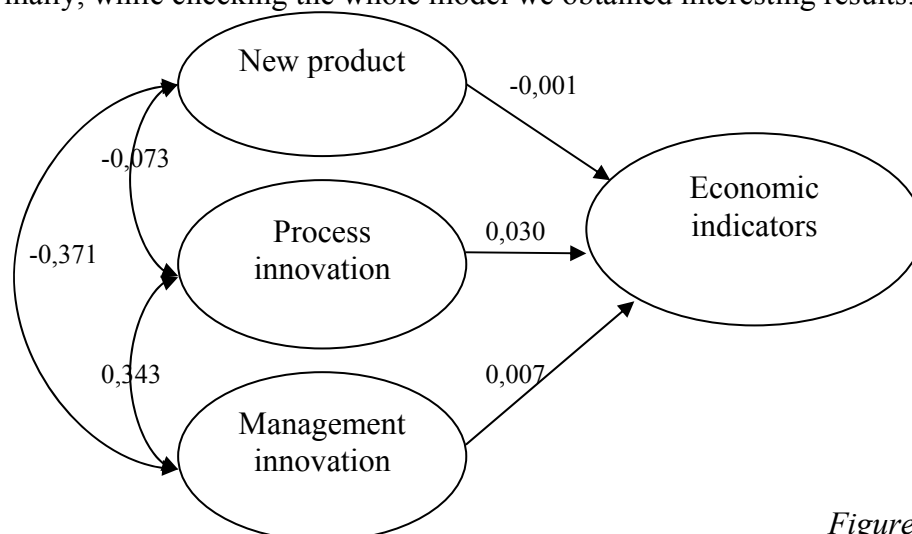 while checking the whole model we obtained interesting results.
New product
-0,001
-0,073
Economic
indicators
Process
innovation
0,030
-0,371
0,343
0,007
Management
innovation
Figure